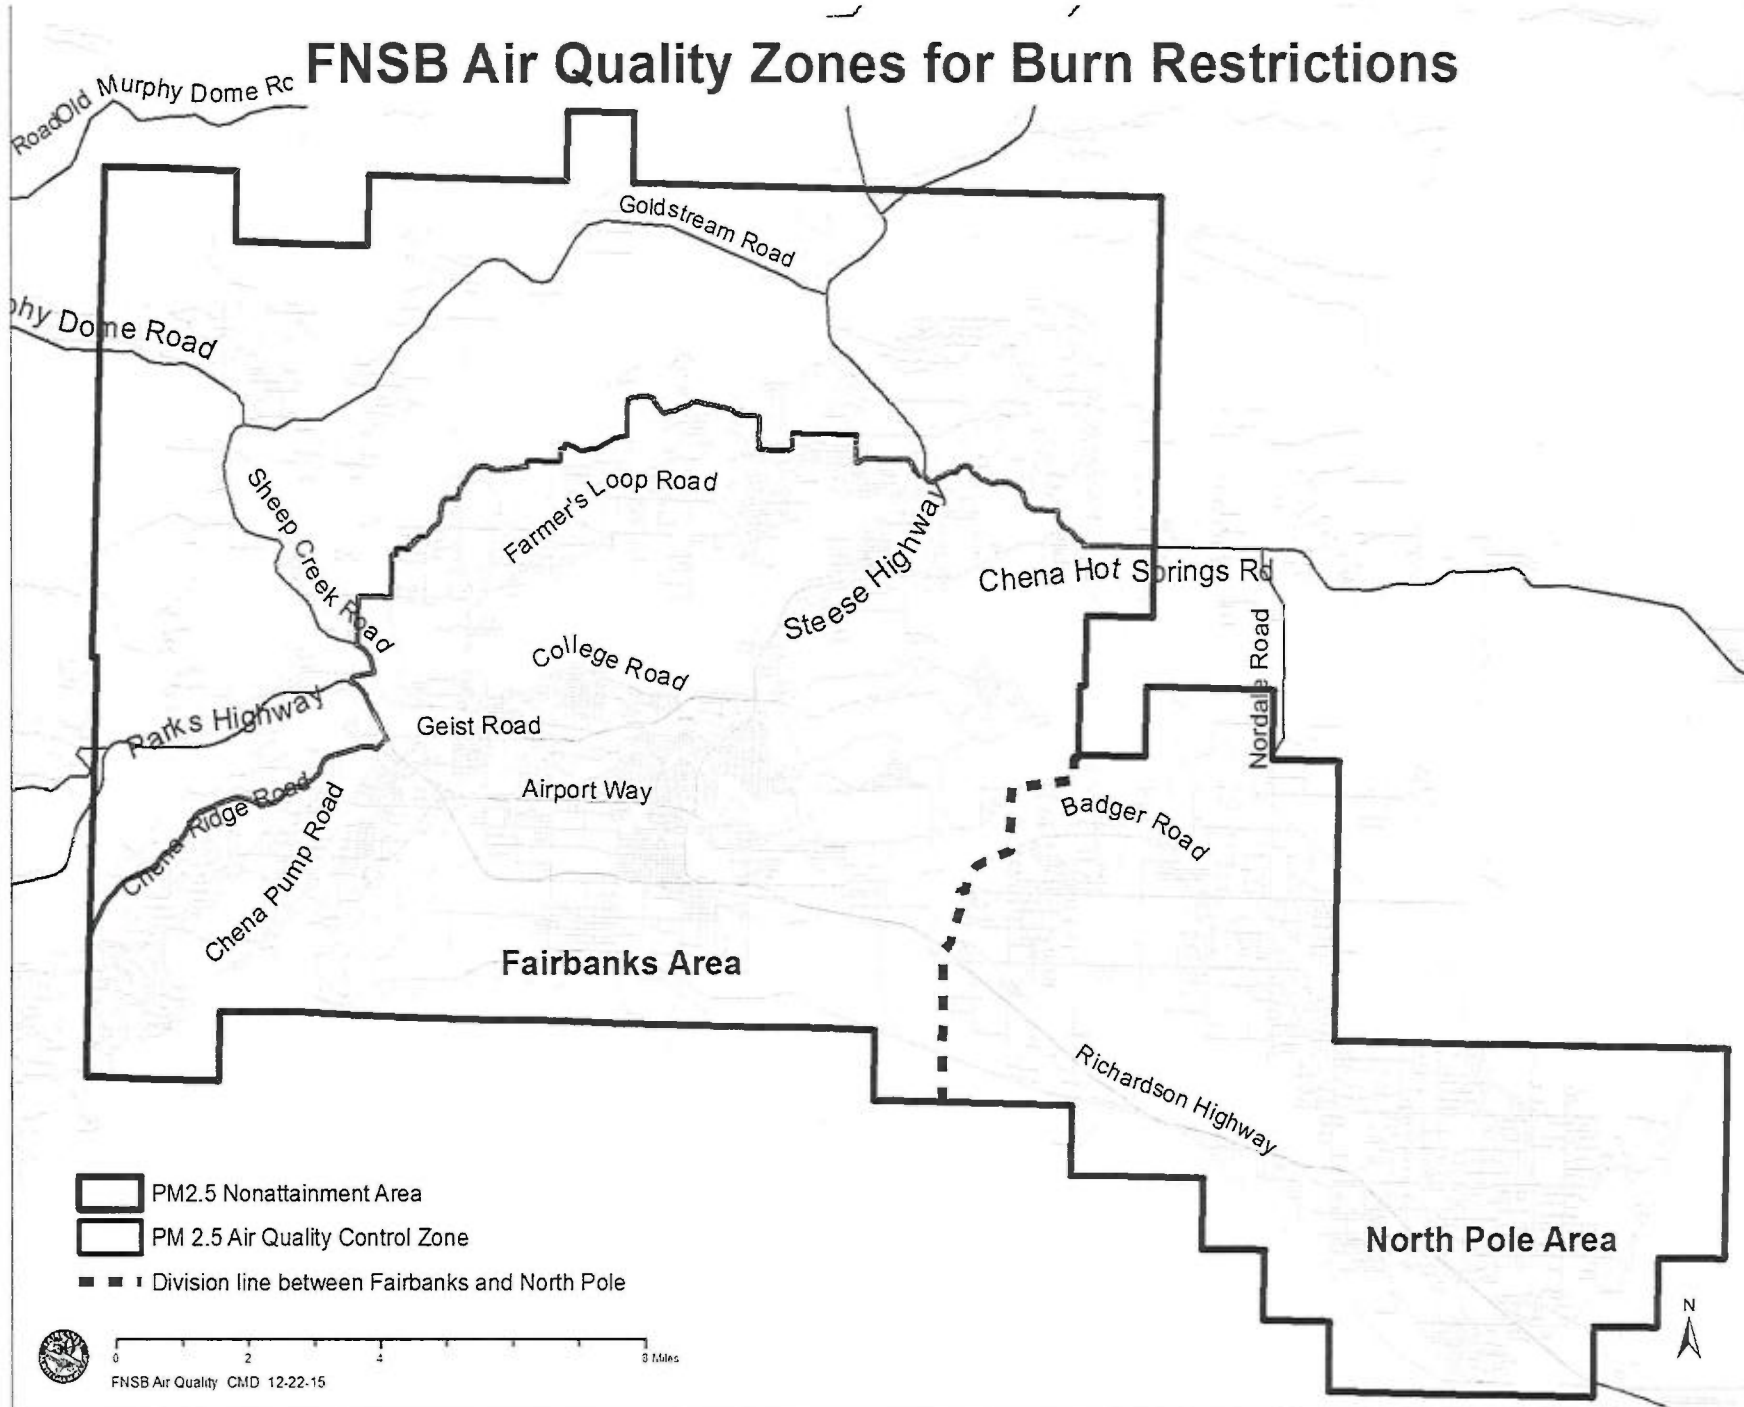 FNSB Air Quality Zones for Burn Restrictions
Old Murphy Dome Rc
Road
Goldstream Road
phy Dome Road
Sheep Creek Road
Farmer's Loop Road
Steese Highway
Chena Hot Springs Rd
Nordale Road
College Road
Parks Highway
Geist Road
Airport Way
Chena Ridge Road
Chena Pump Road
Badger Road
Fairbanks Area
Richardson Highway
North Pole Area
PM2.5 Nonattainment Area
PM 2.5 Air Quality Control Zone
Division line between Fairbanks and North Pole
N
0 2 4 8 Miles
FNSB Air Quality CMD 12-22-15